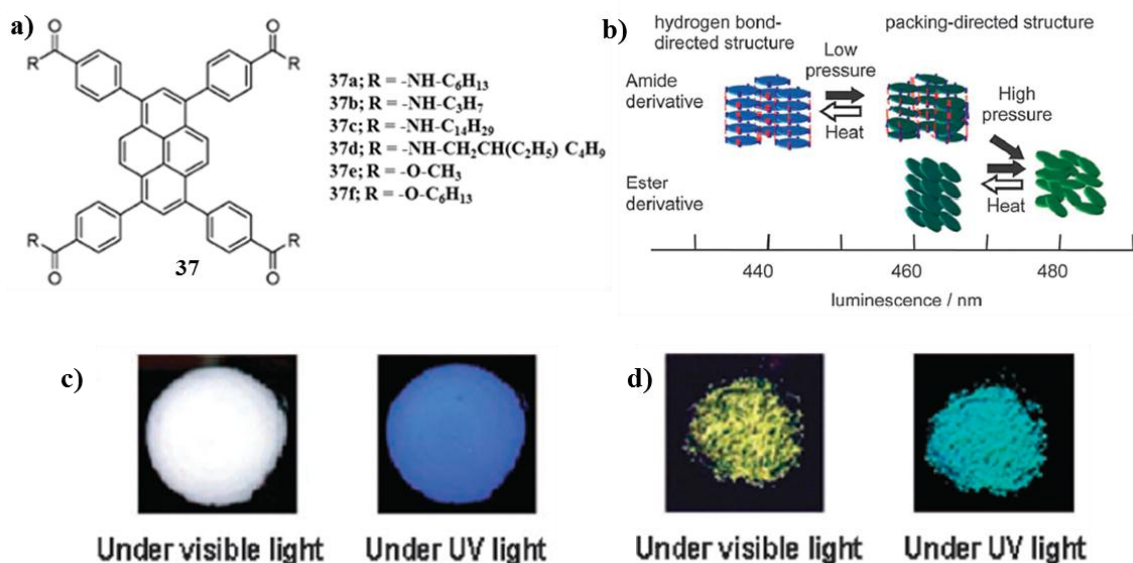 a)
O
R
O
R
R
O
R
O
37
37a; R = -NH-C₆H₁₃
37b; R = -NH-C₃H₇
37c; R = -NH-C₁₄H₂₉
37d; R = -NH-CH₂CH(C₂H₅) C₄H₉
37e; R = -O-CH₃
37f; R = -O-C₆H₁₃
b)
hydrogen bond-
directed structure
packing-directed structure
Low
pressure
Amide
derivative
Heat
High
pressure
Ester
derivative
Heat
440
460
480
luminescence / nm
c)
Under visible light
Under UV light
d)
Under visible light
Under UV light